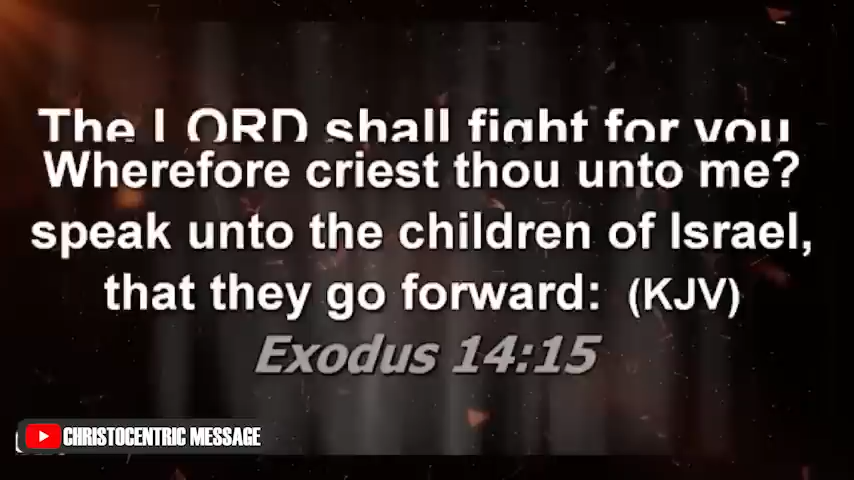 The LORD shall fight for you
Wherefore criest thou unto me?
speak unto the children of Israel,
that they go forward: (KJV)
Exodus 14:15
CHRISTOCENTRIC MESSAGE